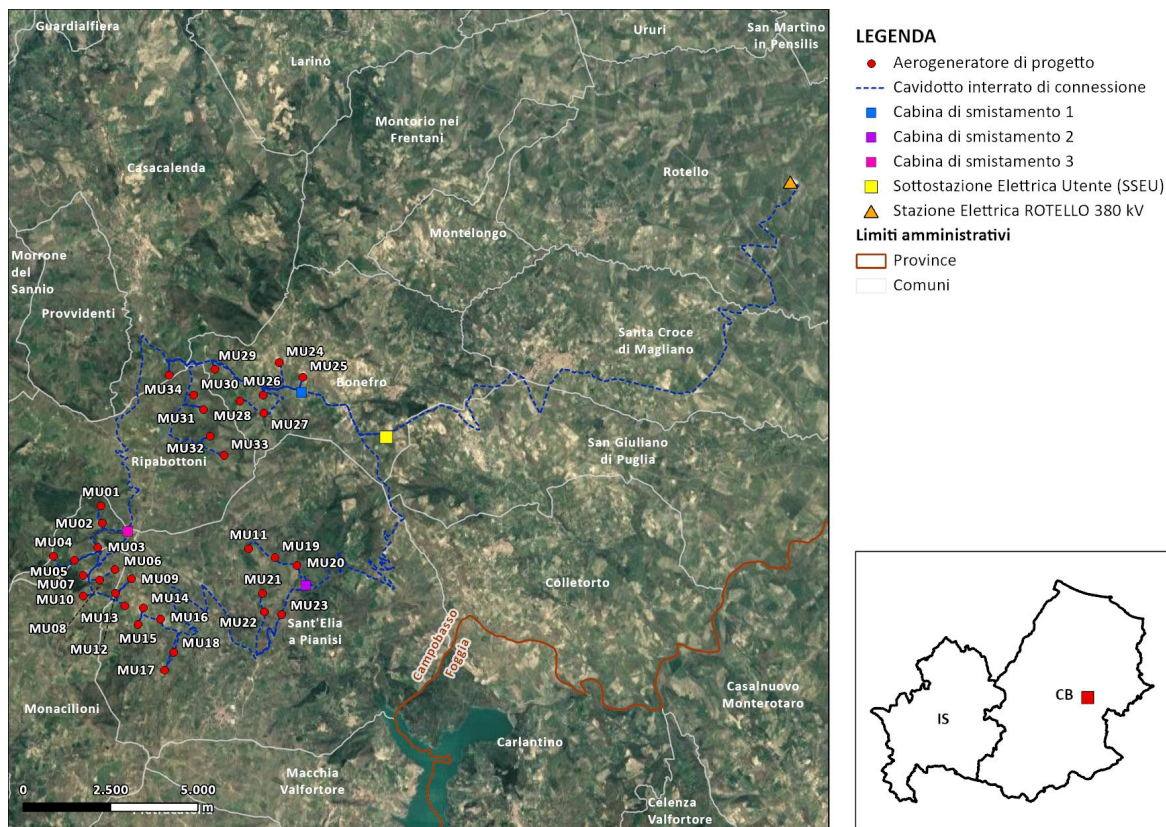 Guardialfiera
Ururi
San Martino
in Pensilis
Larino
Montorio nei
Frentani
Casacalenda
Rotello
Montelongo
Morrone
del
Sannio
Provvidenti
Santa Croce
di Magliano
MU29
MU24
MU25
Bonefro
MU34
MU30
MU26
MU31
MU28
MU27
MU32
MU33
Ripabottoni
San Giuliano
di Puglia
MU01
MU02
MU04
MU03
MU11
MU19
MU06
MU20
MU05
MU07
MU09
MU21
Colletorto
MU10
MU14
MU13
MU16
MU23
MU08
MU22
Sant'Elia
a Pianisi
MU15
MU12
MU18
MU17
Campobasso
Foggia
Casalnuovo
Monterotaro
Monacilioni
Carlantino
Macchia
Valfortore
0 2.500 5.000
m
Pietracatella
Celenza
Valfortore
LEGENDA
Aerogeneratore di progetto
Cavidotto interrato di connessione
Cabina di smistamento 1
Cabina di smistamento 2
Cabina di smistamento 3
Sottostazione Elettrica Utente (SSEU)
Stazione Elettrica ROTELLO 380 kV
Limiti amministrativi
Province
Comuni
CB
IS